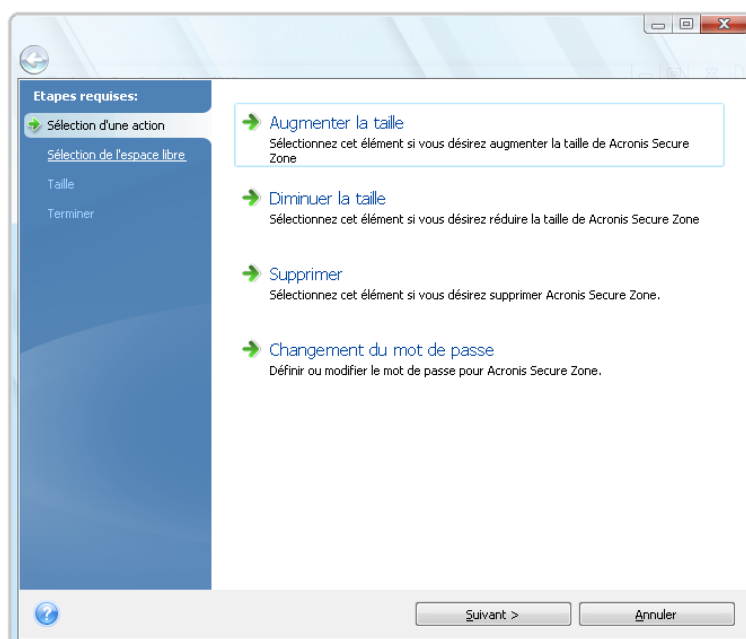 Etapes requises:
Sélection d'une action
Sélection de l'espace libre
Taille
Terminer
Augmenter la taille
Sélectionnez cet élément si vous désirez augmenter la taille de Acronis Secure
Zone
Diminuer la taille
Sélectionnez cet élément si vous désirez réduire la taille de Acronis Secure Zone
Supprimer
Sélectionnez cet élément si vous désirez supprimer Acronis Secure Zone.
Changement du mot de passe
Définir ou modifier le mot de passe pour Acronis Secure Zone.
Suivant >
Annuler